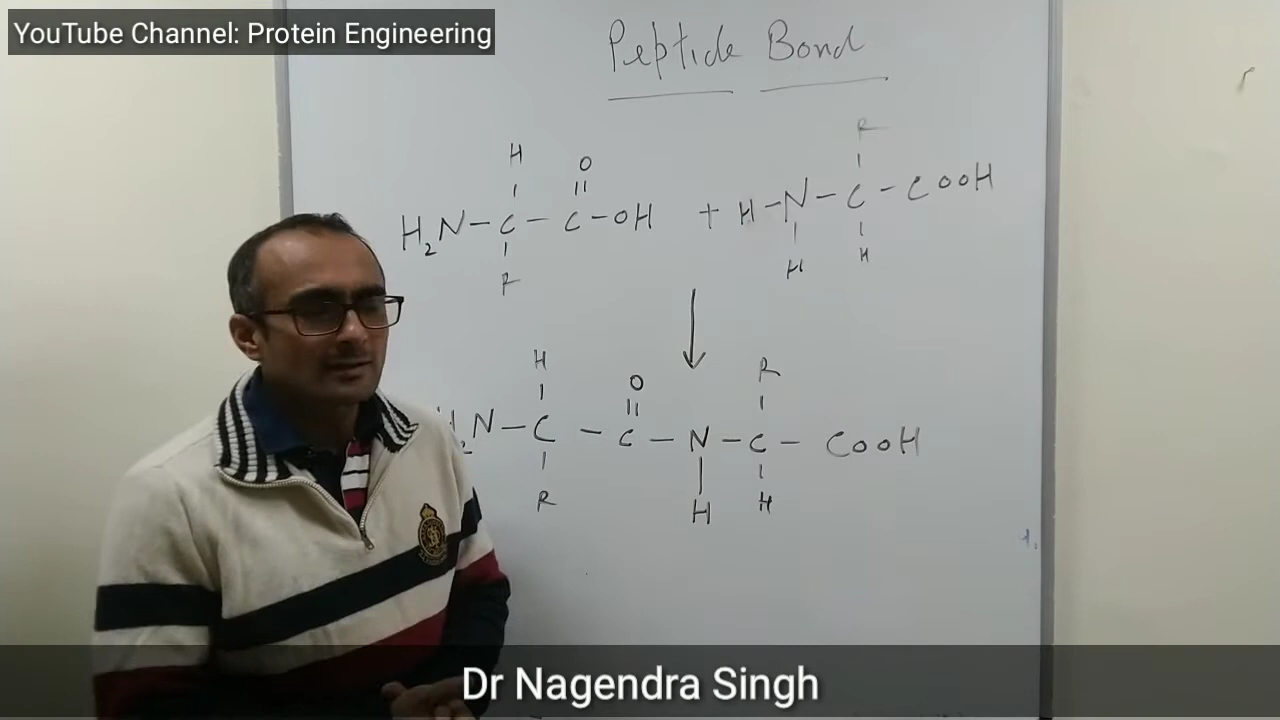 YouTube Channel: Protein Engineering
Peptide Bond
H O R
|| 
H₂N - C - C - OH + H - N - C - COOH
R H H
H O R
||
H₂N - C - C - N - C - COOH
R H H
Dr Nagendra Singh